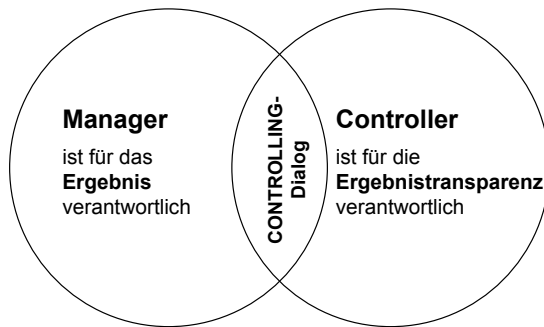 Manager
ist für das
Ergebnis
verantwortlich
CONTROLLING-
Dialog
Controller
ist für die
Ergebnistransparenz
verantwortlich